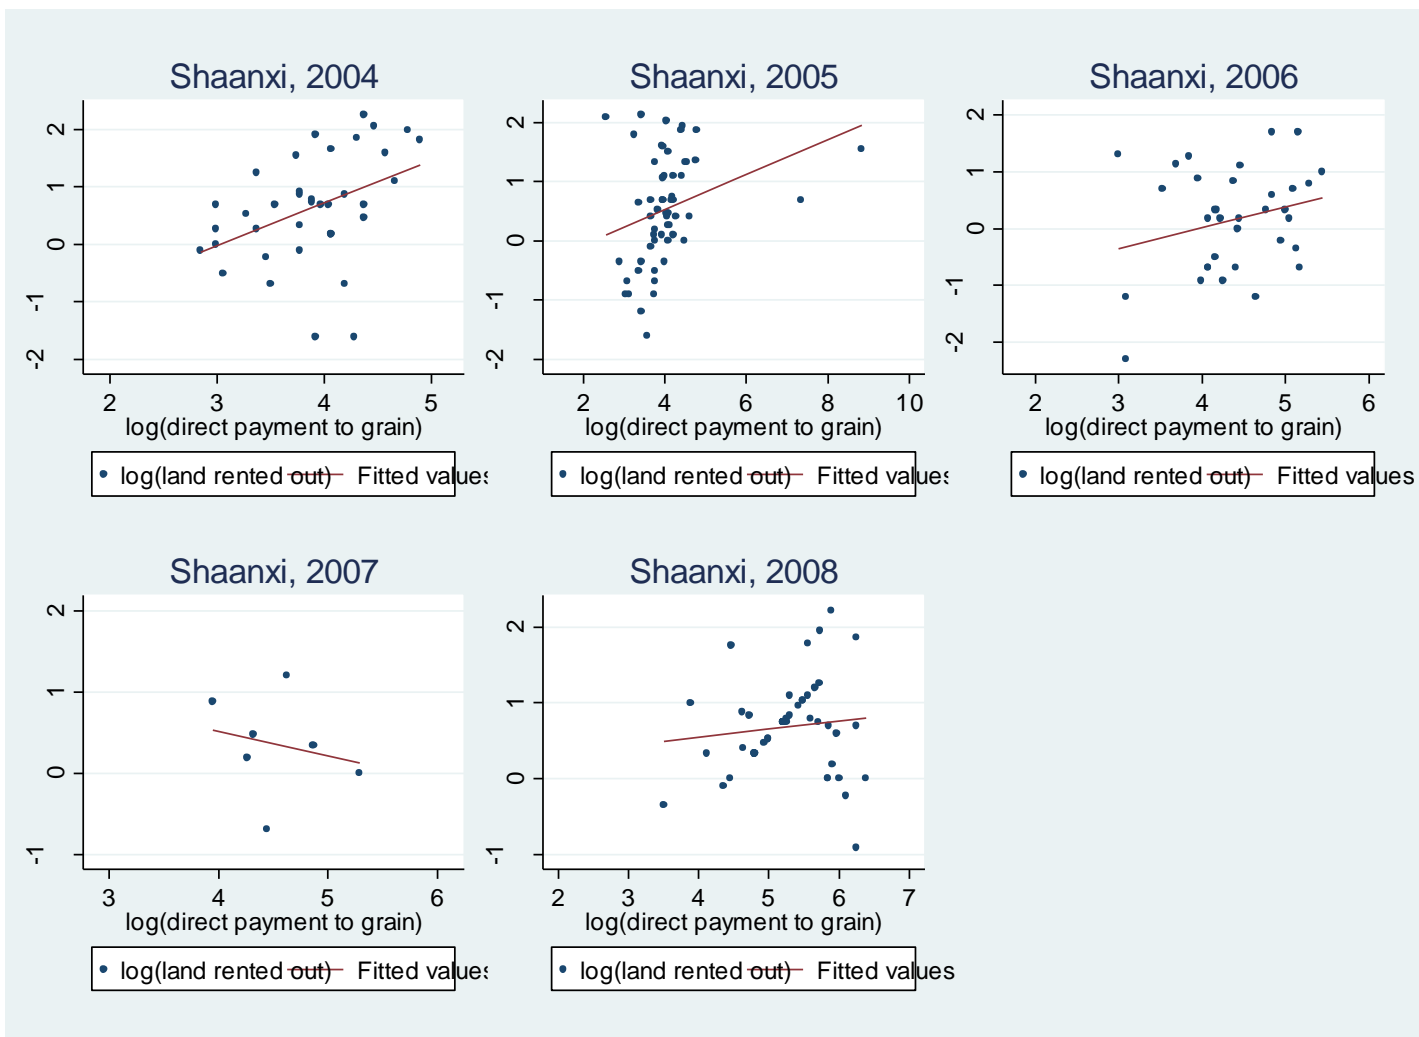 Shaanxi, 2004
2
1
0
-1
-2
2 3 4 5
log(direct payment to grain)
log(land rented out) Fitted values
Shaanxi, 2005
2
1
0
-1
-2
2 4 6 8 10
log(direct payment to grain)
log(land rented out) Fitted values
Shaanxi, 2006
2
1
0
-1
-2
2 3 4 5 6
log(direct payment to grain)
log(land rented out) Fitted values
Shaanxi, 2007
2
1
0
-1
3 4 5 6
log(direct payment to grain)
log(land rented out) Fitted values
Shaanxi, 2008
2
1
0
-1
2 3 4 5 6 7
log(direct payment to grain)
log(land rented out) Fitted values